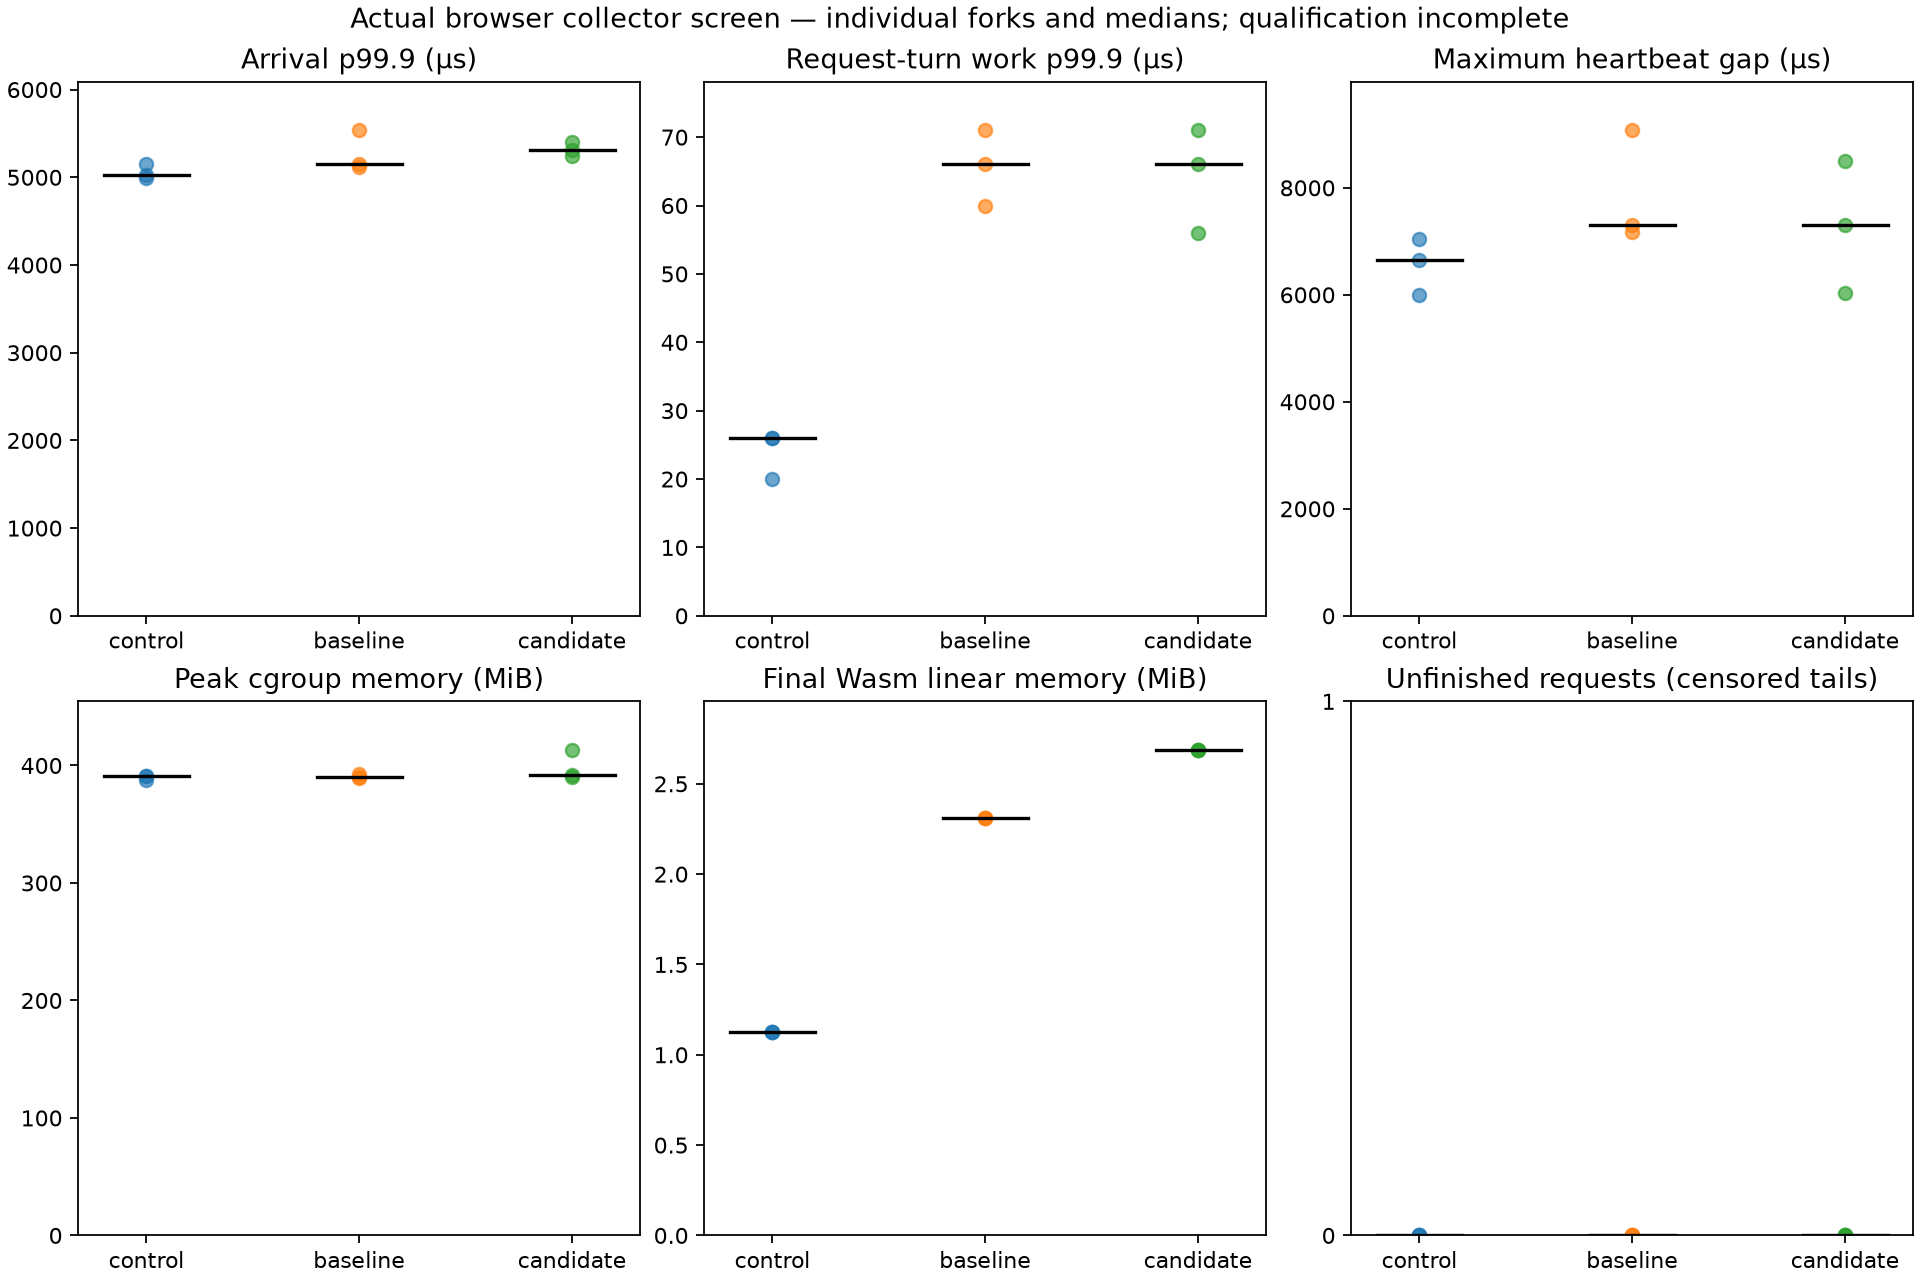 Actual browser collector screen — individual forks and medians; qualification incomplete
Arrival p99.9 (µs)
6000
5000
4000
3000
2000
1000
0
control baseline candidate
Request-turn work p99.9 (µs)
70
60
50
40
30
20
10
0
control baseline candidate
Maximum heartbeat gap (µs)
8000
6000
4000
2000
0
control baseline candidate
Peak cgroup memory (MiB)
400
300
200
100
0
control baseline candidate
Final Wasm linear memory (MiB)
2.5
2.0
1.5
1.0
0.5
0.0
control baseline candidate
Unfinished requests (censored tails)
1
0
control baseline candidate